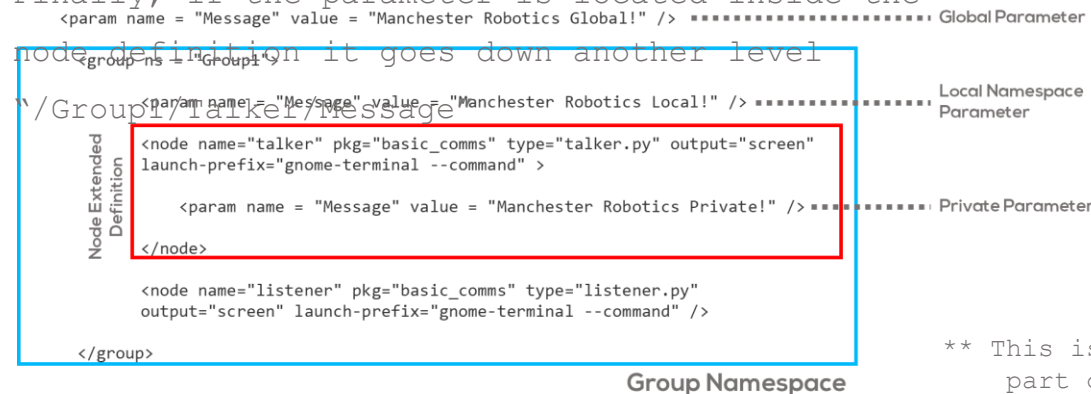 Finally, if the parameter is located inside the
<param name = "Message" value = "Manchester Robotics Global!" />
Global Parameter
node definition it goes down another level
<group ns = "Group1">
"/Group1/Talker/Message"
<param name = "Message" value = "Manchester Robotics Local!" />
Local Namespace
Parameter
Node Extended
Definition
<node name="talker" pkg="basic_comms" type="talker.py" output="screen"
launch-prefix="gnome-terminal --command" >
<param name = "Message" value = "Manchester Robotics Private!" />
Private Parameter
</node>
<node name="listener" pkg="basic_comms" type="listener.py"
output="screen" launch-prefix="gnome-terminal --command" />
</group>
Group Namespace
** This is
part